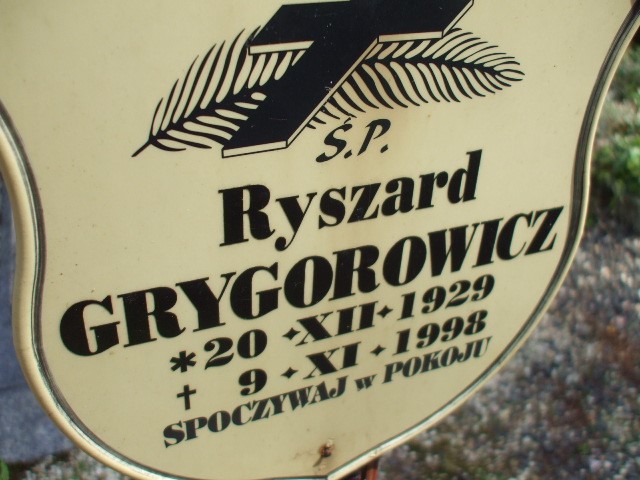 Ś.P.
Ryszard
GRYGOROWICZ
* 20 ✦ XII ✦ 1929
† 9 ✦ XI ✦ 1998
SPOCZYWAJ w POKOJU